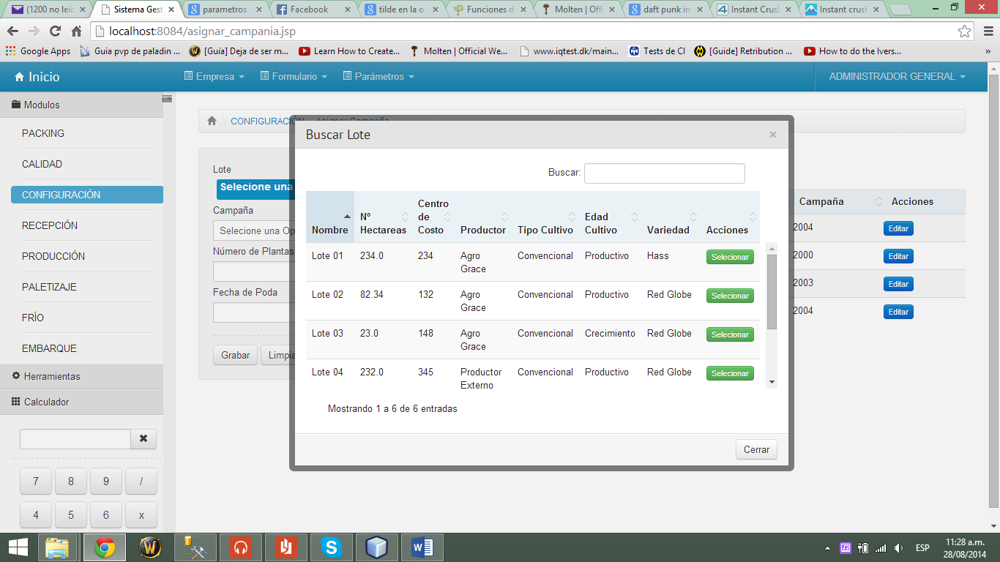 (1200 no leíd
Sistema Gest
parametros
Facebook
tilde en la o
Funciones d
Molten | Offi
daft punk in
Instant Crus
Instant crus
localhost:8084/asignar_campania.jsp
Google Apps
Guia pvp de paladin ...
[Guía] Deja de ser m...
Learn How to Create...
Molten | Official We...
www.iqtest.dk/main...
Tests de CI
[Guide] Retribution ...
How to do the Ivers...
»
Inicio
Empresa
Formulario
Parámetros
ADMINISTRADOR GENERAL
Modulos
PACKING
CALIDAD
CONFIGURACIÓN
RECEPCIÓN
PRODUCCIÓN
PALETIZAJE
FRÍO
EMBARQUE
Herramientas
Calculador
7 8 9 /
4 5 6 x
CONFIGURACIÓN
Asignar Campaña
Lote
Selecione una
Campaña
Selecione una Op
Número de Plantas
Fecha de Poda
Grabar
Limpia
Buscar Lote
×
Buscar:
Nombre Nº Hectareas Centro de Costo Productor Tipo Cultivo Edad Cultivo Variedad Acciones
Lote 01 234.0 234 Agro Grace Convencional Productivo Hass Selecionar
Lote 02 82.34 132 Agro Grace Convencional Productivo Red Globe Selecionar
Lote 03 23.0 148 Agro Grace Convencional Crecimiento Red Globe Selecionar
Lote 04 232.0 345 Productor Externo Convencional Productivo Red Globe Selecionar
Mostrando 1 a 6 de 6 entradas
Cerrar
Campaña Acciones
2004 Editar
2000 Editar
2003 Editar
2004 Editar
ESP
11:28 a.m.
28/08/2014